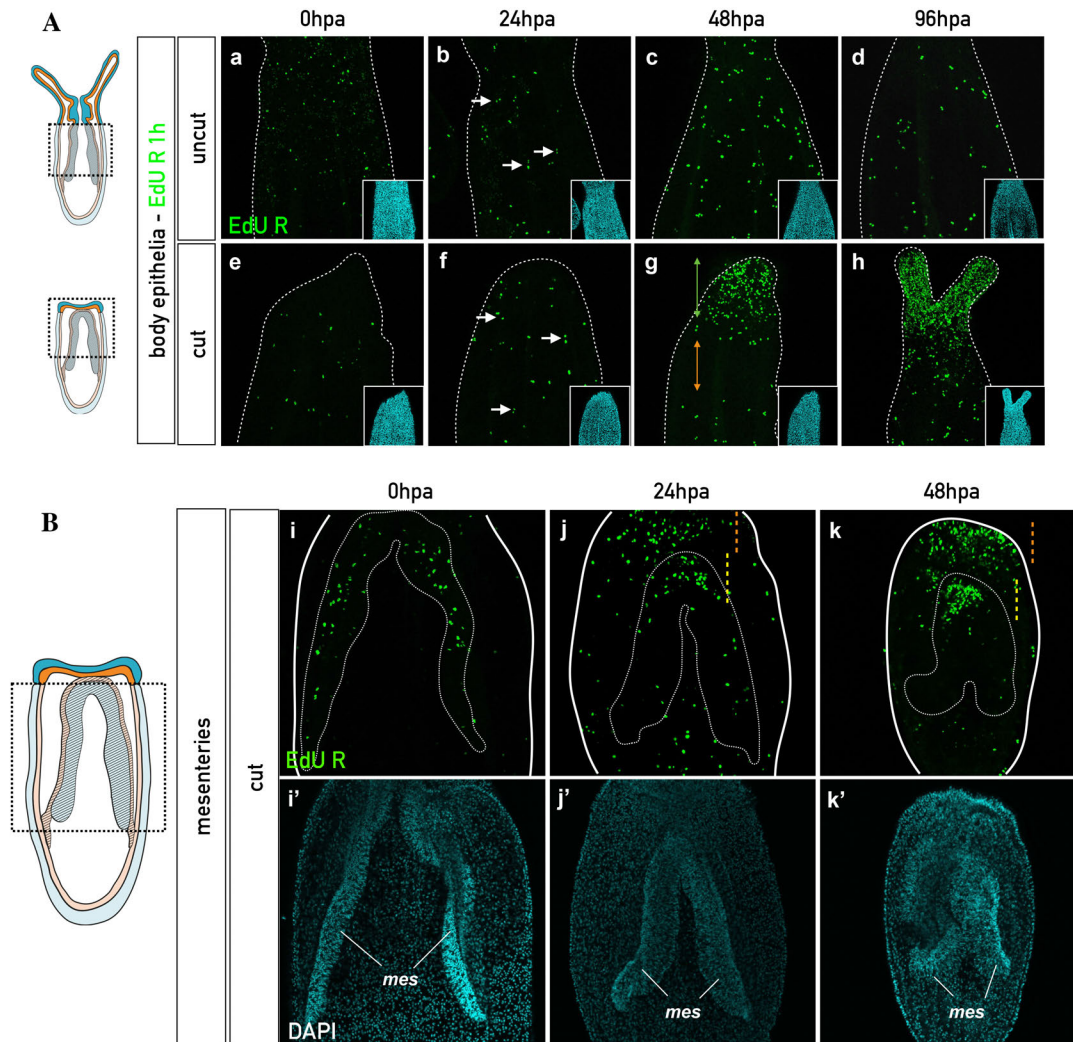 A
0hpa 24hpa 48hpa 96hpa
body epithelia - EdU R 1h
uncut
a b c d
EdU R
cut
e f g h
B
0hpa 24hpa 48hpa
mesenteries
cut
i j k
EdU R
i' j' k'
mes mes mes
DAPI